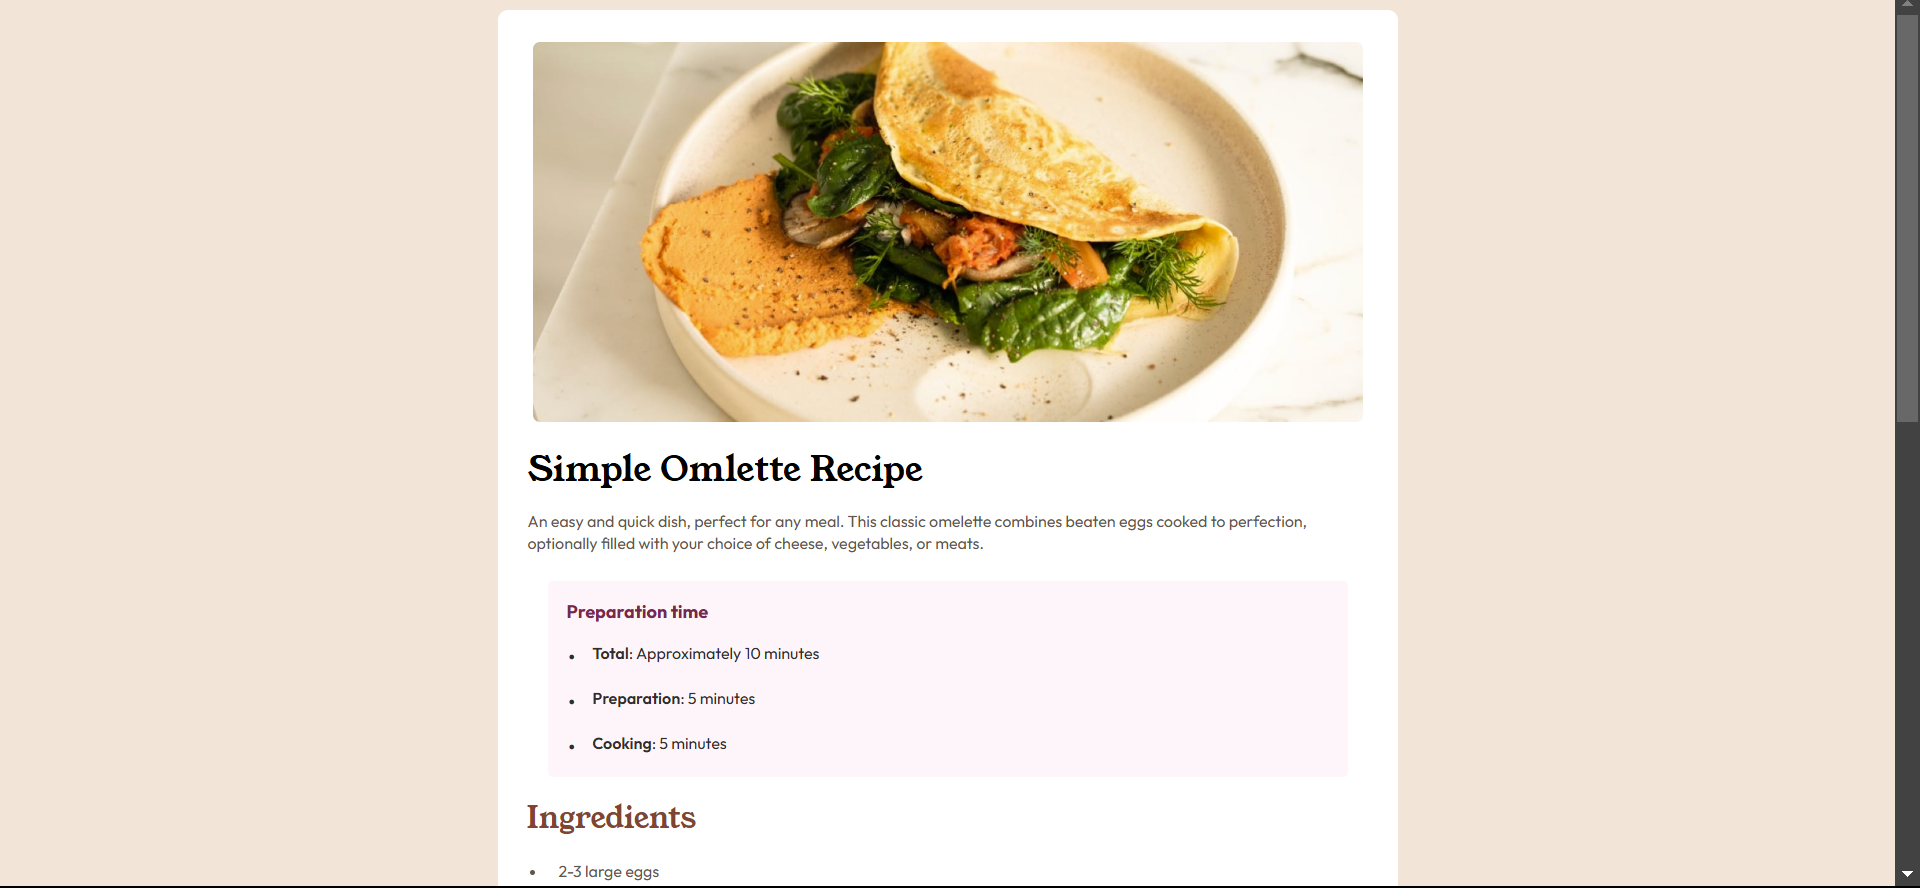 Simple Omlette Recipe
An easy and quick dish, perfect for any meal. This classic omelette combines beaten eggs cooked to perfection,
optionally filled with your choice of cheese, vegetables, or meats.
Preparation time
• Total: Approximately 10 minutes
• Preparation: 5 minutes
• Cooking: 5 minutes
Ingredients
• 2-3 large eggs